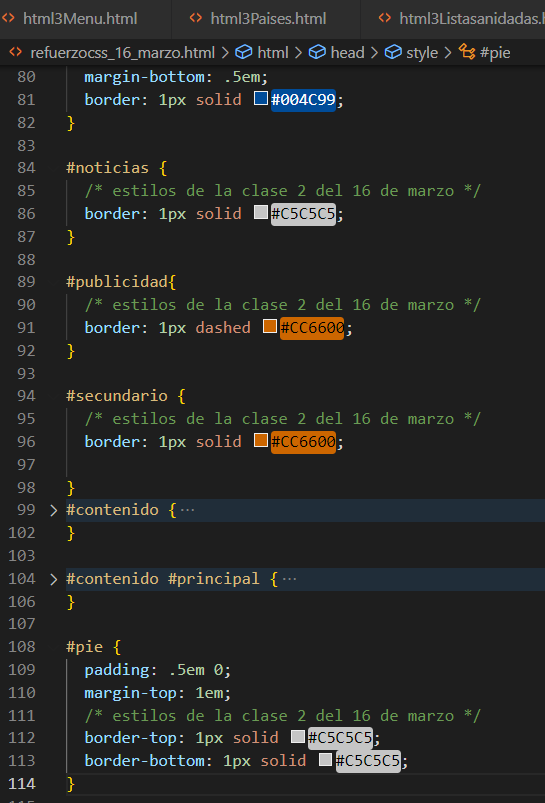 html3Menu.html html3Paises.html html3Listasanidadas.h
refuerzocss_16_marzo.html > html > head > style > #pie
80 margin-bottom: .5em;
81 border: 1px solid #004C99;
82 }
83
84 #noticias {
85 /* estilos de la clase 2 del 16 de marzo */
86 border: 1px solid #C5C5C5;
87 }
88
89 #publicidad{
90 /* estilos de la clase 2 del 16 de marzo */
91 border: 1px dashed #CC6600;
92 }
93
94 #secundario {
95 /* estilos de la clase 2 del 16 de marzo */
96 border: 1px solid #CC6600;
97
98 }
99 #contenido {···
102 }
103
104 #contenido #principal {···
106 }
107
108 #pie {
109 padding: .5em 0;
110 margin-top: 1em;
111 /* estilos de la clase 2 del 16 de marzo */
112 border-top: 1px solid #C5C5C5;
113 border-bottom: 1px solid #C5C5C5;
114 }